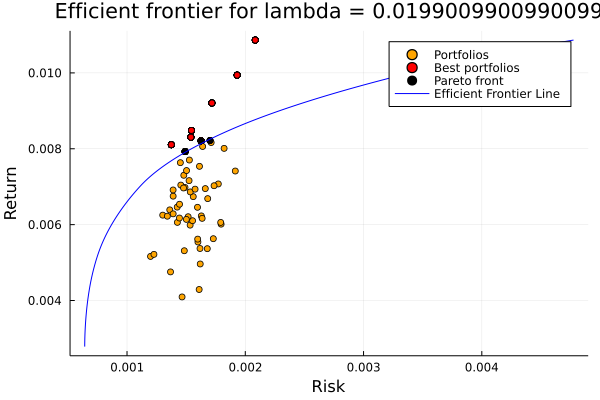 Efficient frontier for lambda = 0.0199009900990099
Portfolios
Best portfolios
Pareto front
Efficient Frontier Line
Return
0.010
0.008
0.006
0.004
0.001
0.002
0.003
0.004
Risk